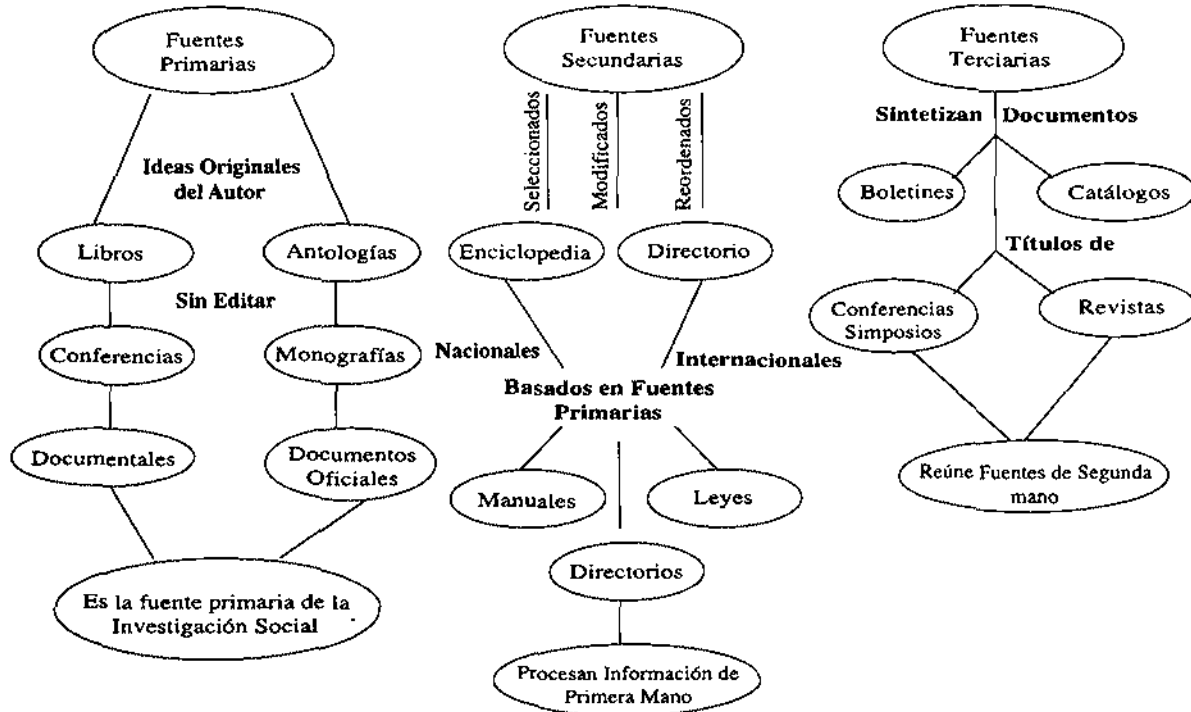 Fuentes
Primarias
Ideas Originales
del Autor
Libros
Antologías
Sin Editar
Conferencias
Monografías
Documentales
Documentos
Oficiales
Es la fuente primaria de la
Investigación Social
Fuentes
Secundarias
Seleccionados
Modificados
Reordenados
Enciclopedia
Directorio
Nacionales
Internacionales
Basados en Fuentes
Primarias
Manuales
Leyes
Directorios
Procesan Información de
Primera Mano
Fuentes
Terciarias
Sintetizan Documentos
Boletines
Catálogos
Títulos de
Conferencias
Simposios
Revistas
Reúne Fuentes de Segunda
mano